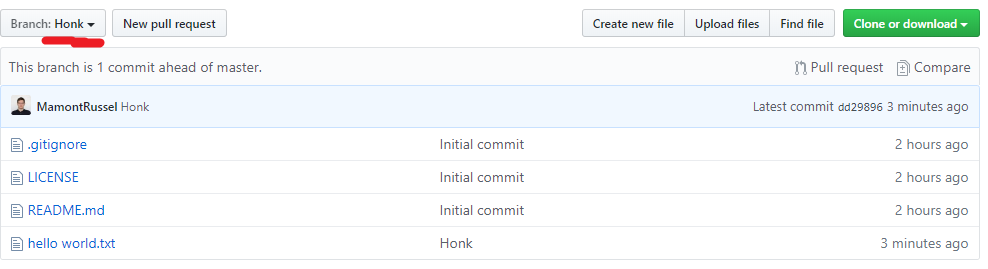 Branch: Honk New pull request Create new file Upload files Find file Clone or download
This branch is 1 commit ahead of master. Pull request Compare
MamontRussel Honk Latest commit dd29896 3 minutes ago
.gitignore Initial commit 2 hours ago
LICENSE Initial commit 2 hours ago
README.md Initial commit 2 hours ago
hello world.txt Honk 3 minutes ago